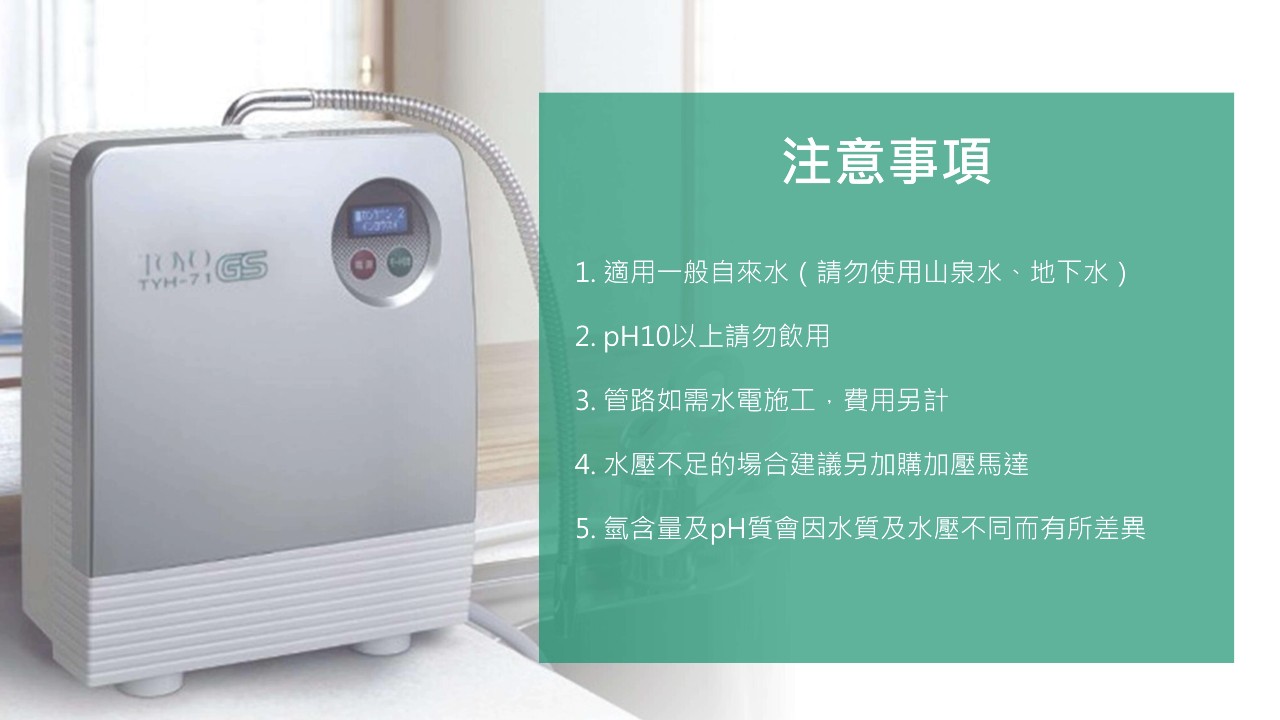 TOYO GS
TYH-71
注意事項
1. 適用一般自來水（請勿使用山泉水、地下水）
2. pH10以上請勿飲用
3. 管路如需水電施工，費用另計
4. 水壓不足的場合建議另加購加壓馬達
5. 氫含量及pH質會因水質及水壓不同而有所差異